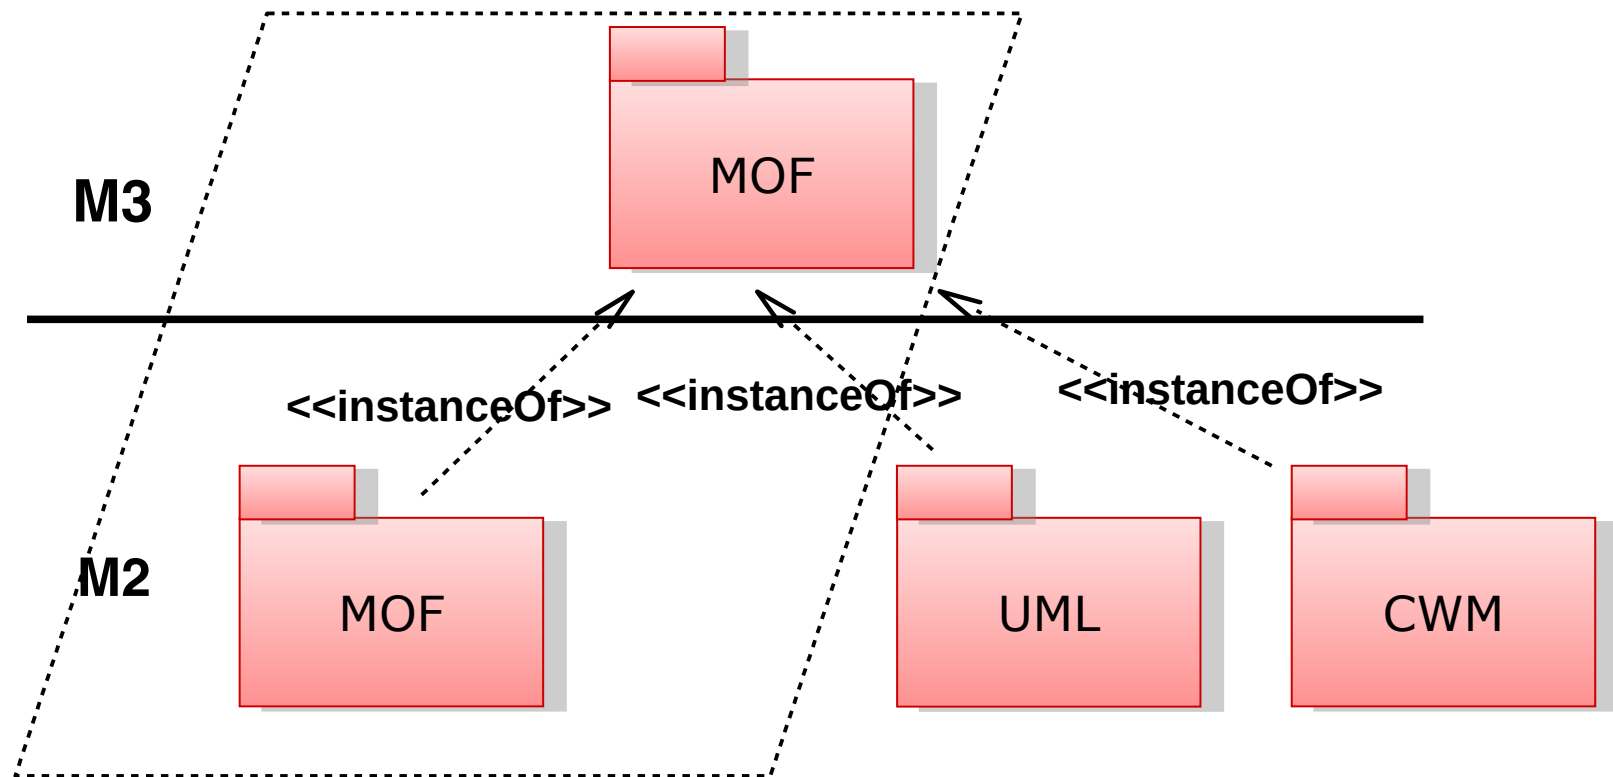 MOF
M3
<<instanceOf>>
<<instanceOf>>
<<instanceOf>>
M2
MOF
UML
CWM